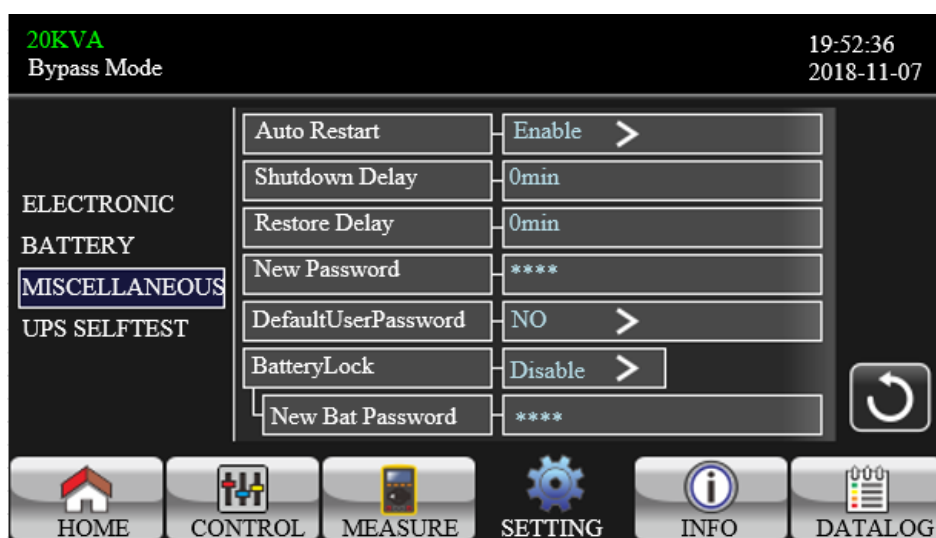 20KVA
Bypass Mode
19:52:36
2018-11-07
ELECTRONIC
BATTERY
MISCELLANEOUS
UPS SELFTEST
Auto Restart Enable >
Shutdown Delay 0min
Restore Delay 0min
New Password ****
DefaultUserPassword NO >
BatteryLock Disable >
New Bat Password ****
HOME CONTROL MEASURE SETTING INFO DATALOG